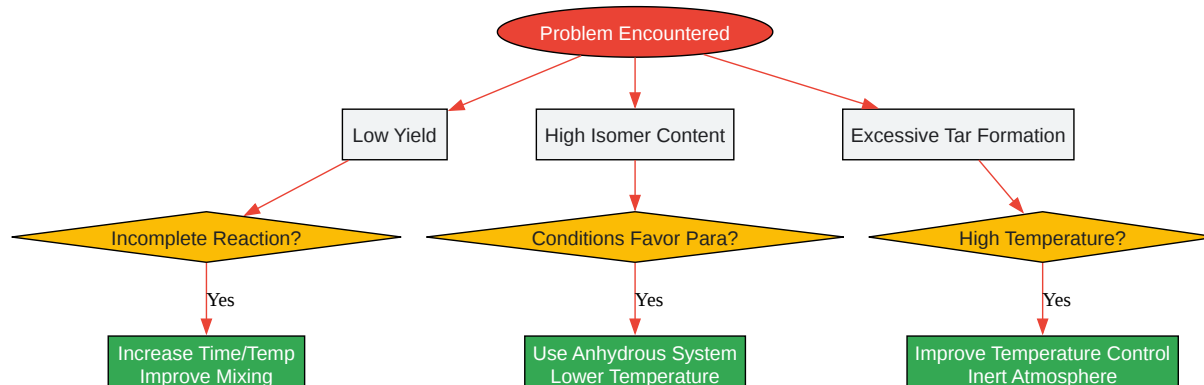 Problem Encountered
Low Yield
High Isomer Content
Excessive Tar Formation
Incomplete Reaction?
Conditions Favor Para?
High Temperature?
Yes
Yes
Yes
Increase Time/Temp
Improve Mixing
Use Anhydrous System
Lower Temperature
Improve Temperature Control
Inert Atmosphere